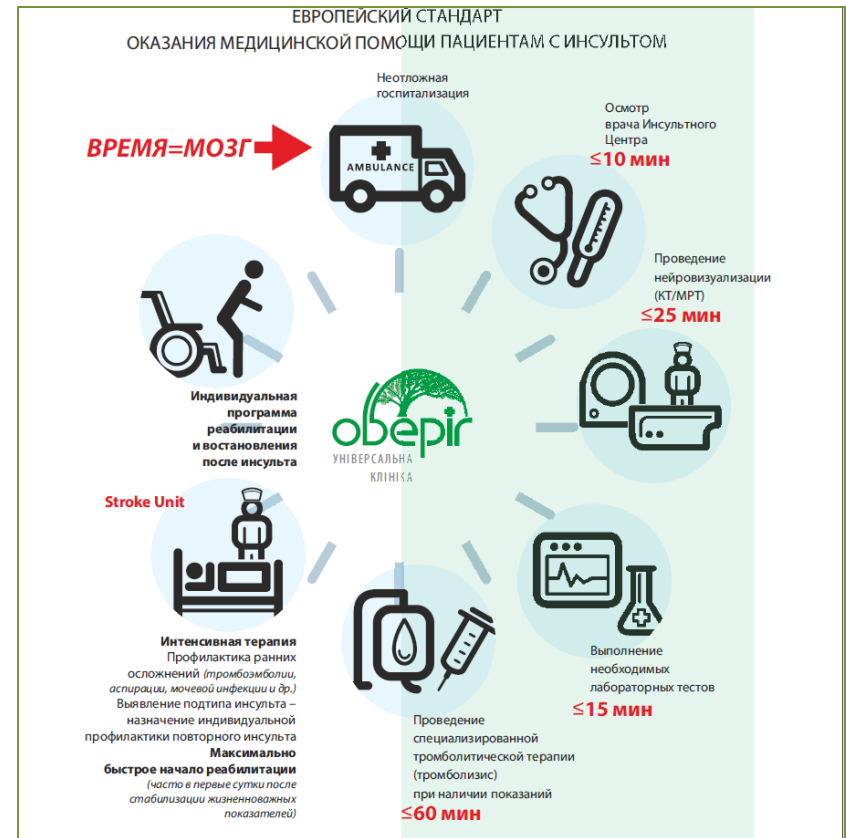 ЕВРОПЕЙСКИЙ СТАНДАРТ
ОКАЗАНИЯ МЕДИЦИНСКОЙ ПОМОЩИ ПАЦИЕНТАМ С ИНСУЛЬТОМ
Неотложная
госпитализация
ВРЕМЯ=МОЗГ
AMBULANCE
Осмотр
врача Инсультного
Центра
≤10 мин
Проведение
нейровизуализации
(КТ/МРТ)
≤25 мин
Выполнение
необходимых
лабораторных тестов
≤15 мин
Проведение
специализированной
тромболитической терапии
(тромболизис)
при наличии показаний
≤60 мин
Stroke Unit
Интенсивная терапия
Профилактика ранних
осложнений (тромбоэмболии,
аспирации, мочевой инфекции и др.)
Выявление подтипа инсульта –
назначение индивидуальной
профилактики повторного инсульта
Максимально
быстрое начало реабилитации
(часто в первые сутки после
стабилизации жизненноважных
показателей)
Индивидуальная
программа
реабилитации
и востановления
после инсульта
obepir
УНІВЕРСАЛЬНА
КЛІНІКА